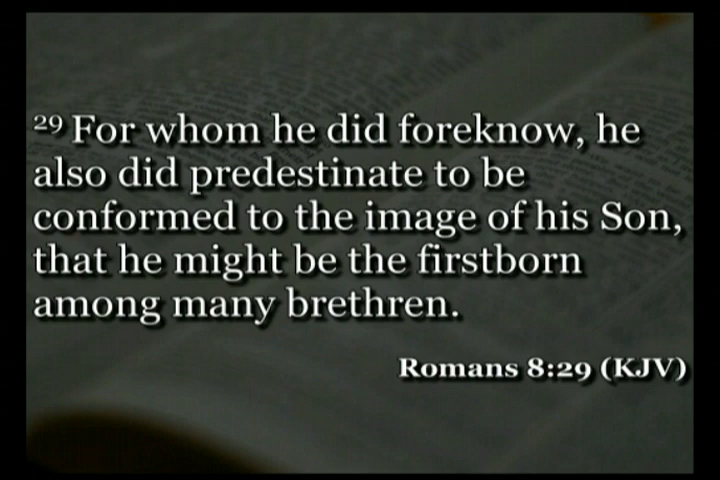 29 For whom he did foreknow, he
also did predestinate to be
conformed to the image of his Son,
that he might be the firstborn
among many brethren.
Romans 8:29 (KJV)